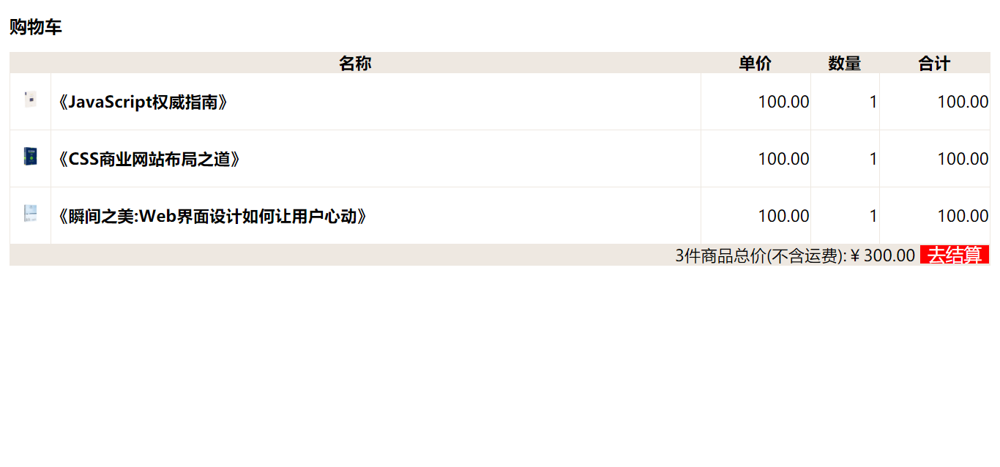 购物车
名称 单价 数量 合计
《JavaScript权威指南》 100.00 1 100.00
《CSS商业网站布局之道》 100.00 1 100.00
《瞬间之美:Web界面设计如何让用户心动》 100.00 1 100.00
3件商品总价(不含运费): ¥ 300.00 去结算